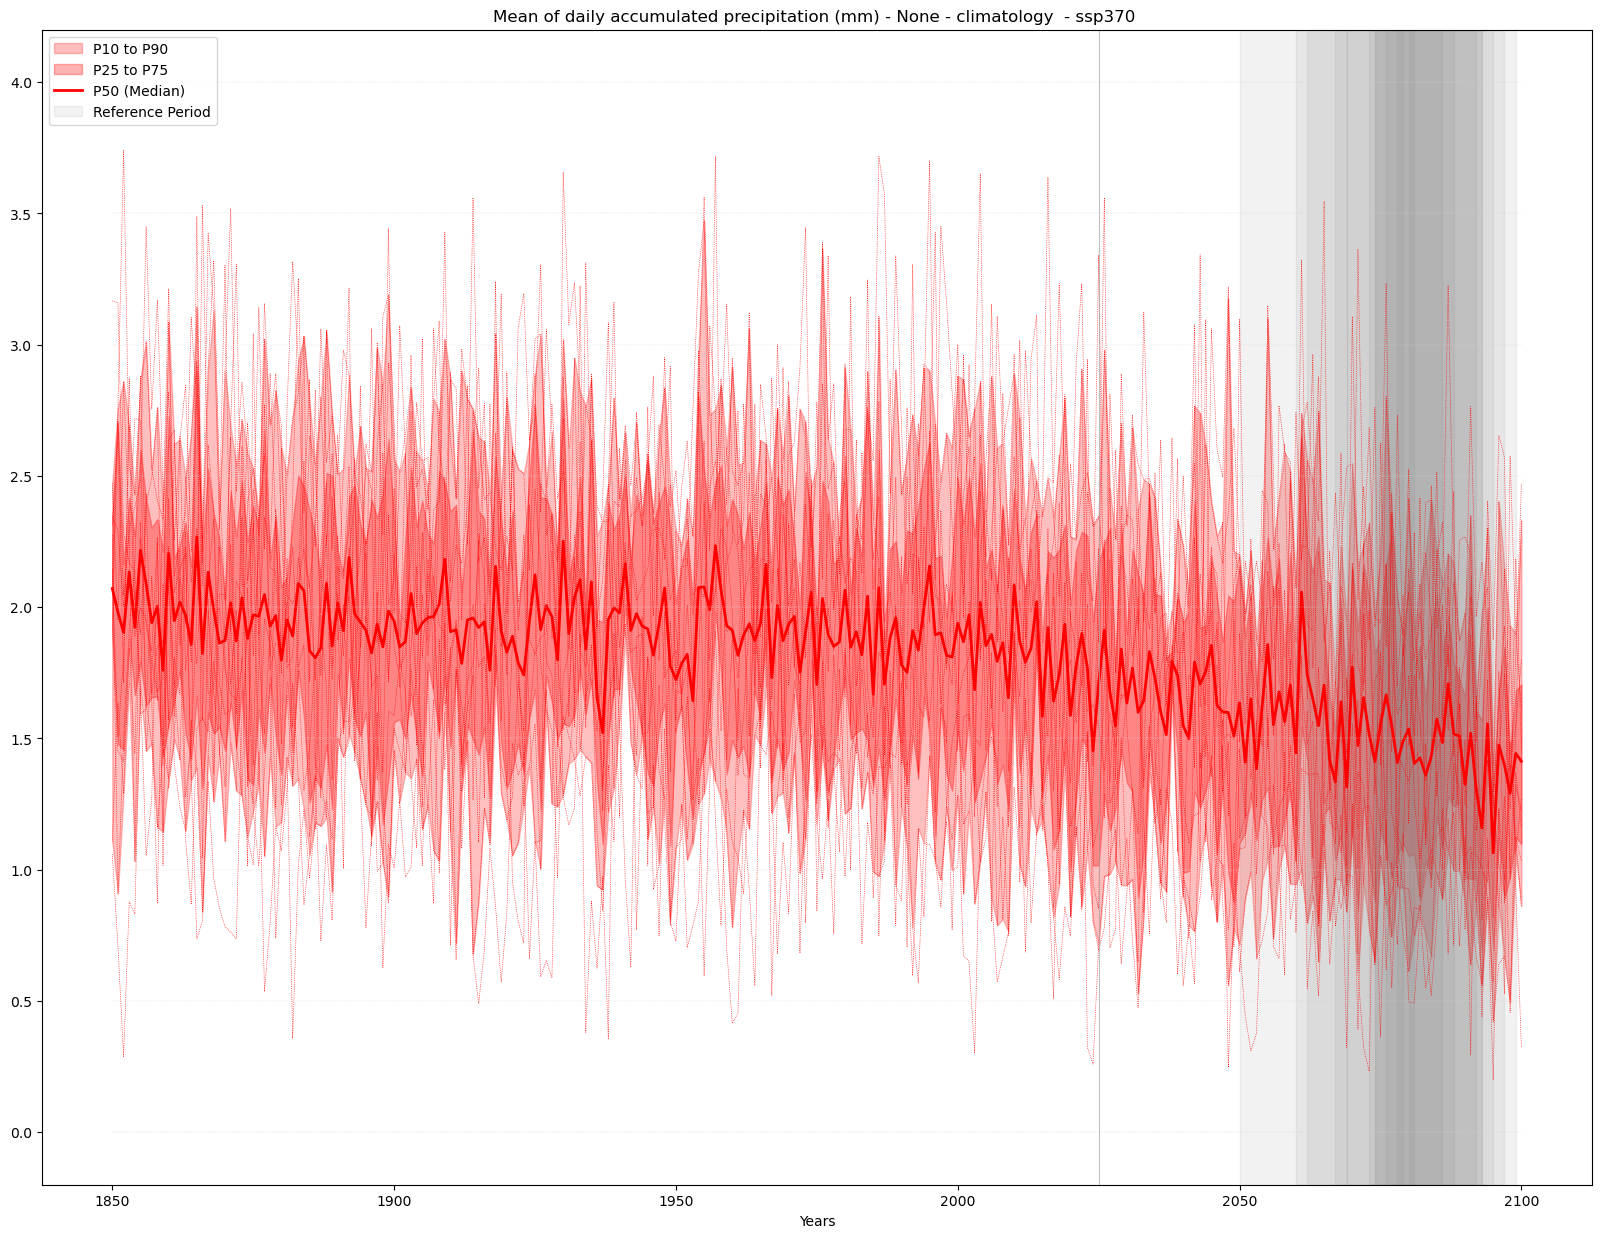 Mean of daily accumulated precipitation (mm) - None - climatology - ssp370
P10 to P90
P25 to P75
P50 (Median)
Reference Period
4.0
3.5
3.0
2.5
2.0
1.5
1.0
0.5
0.0
1850 1900 1950 2000 2050 2100
Years